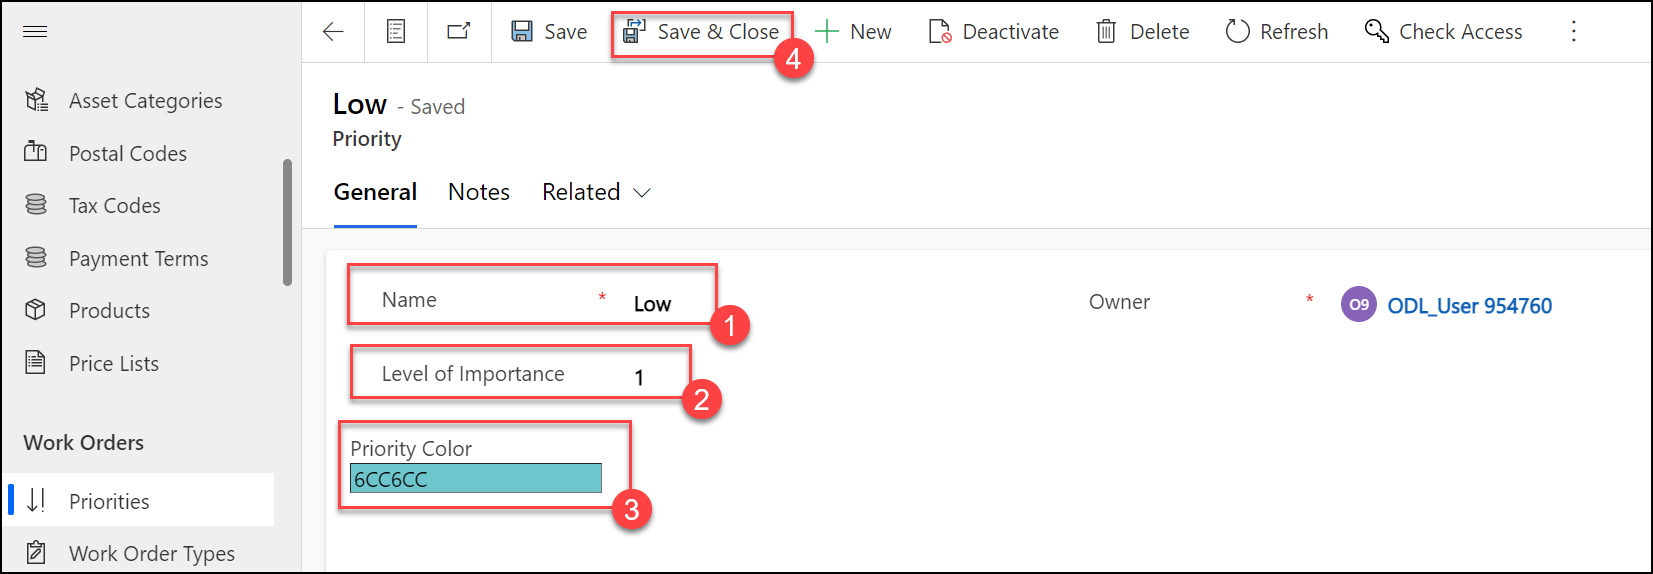 Save
Save & Close
4
New
Deactivate
Delete
Refresh
Check Access
Asset Categories
Postal Codes
Tax Codes
Payment Terms
Products
Price Lists
Work Orders
Priorities
Work Order Types
Low - Saved
Priority
General Notes Related
Name * Low
1
Level of Importance 1
2
Priority Color
6CC6CC
3
Owner * O9 ODL_User 954760